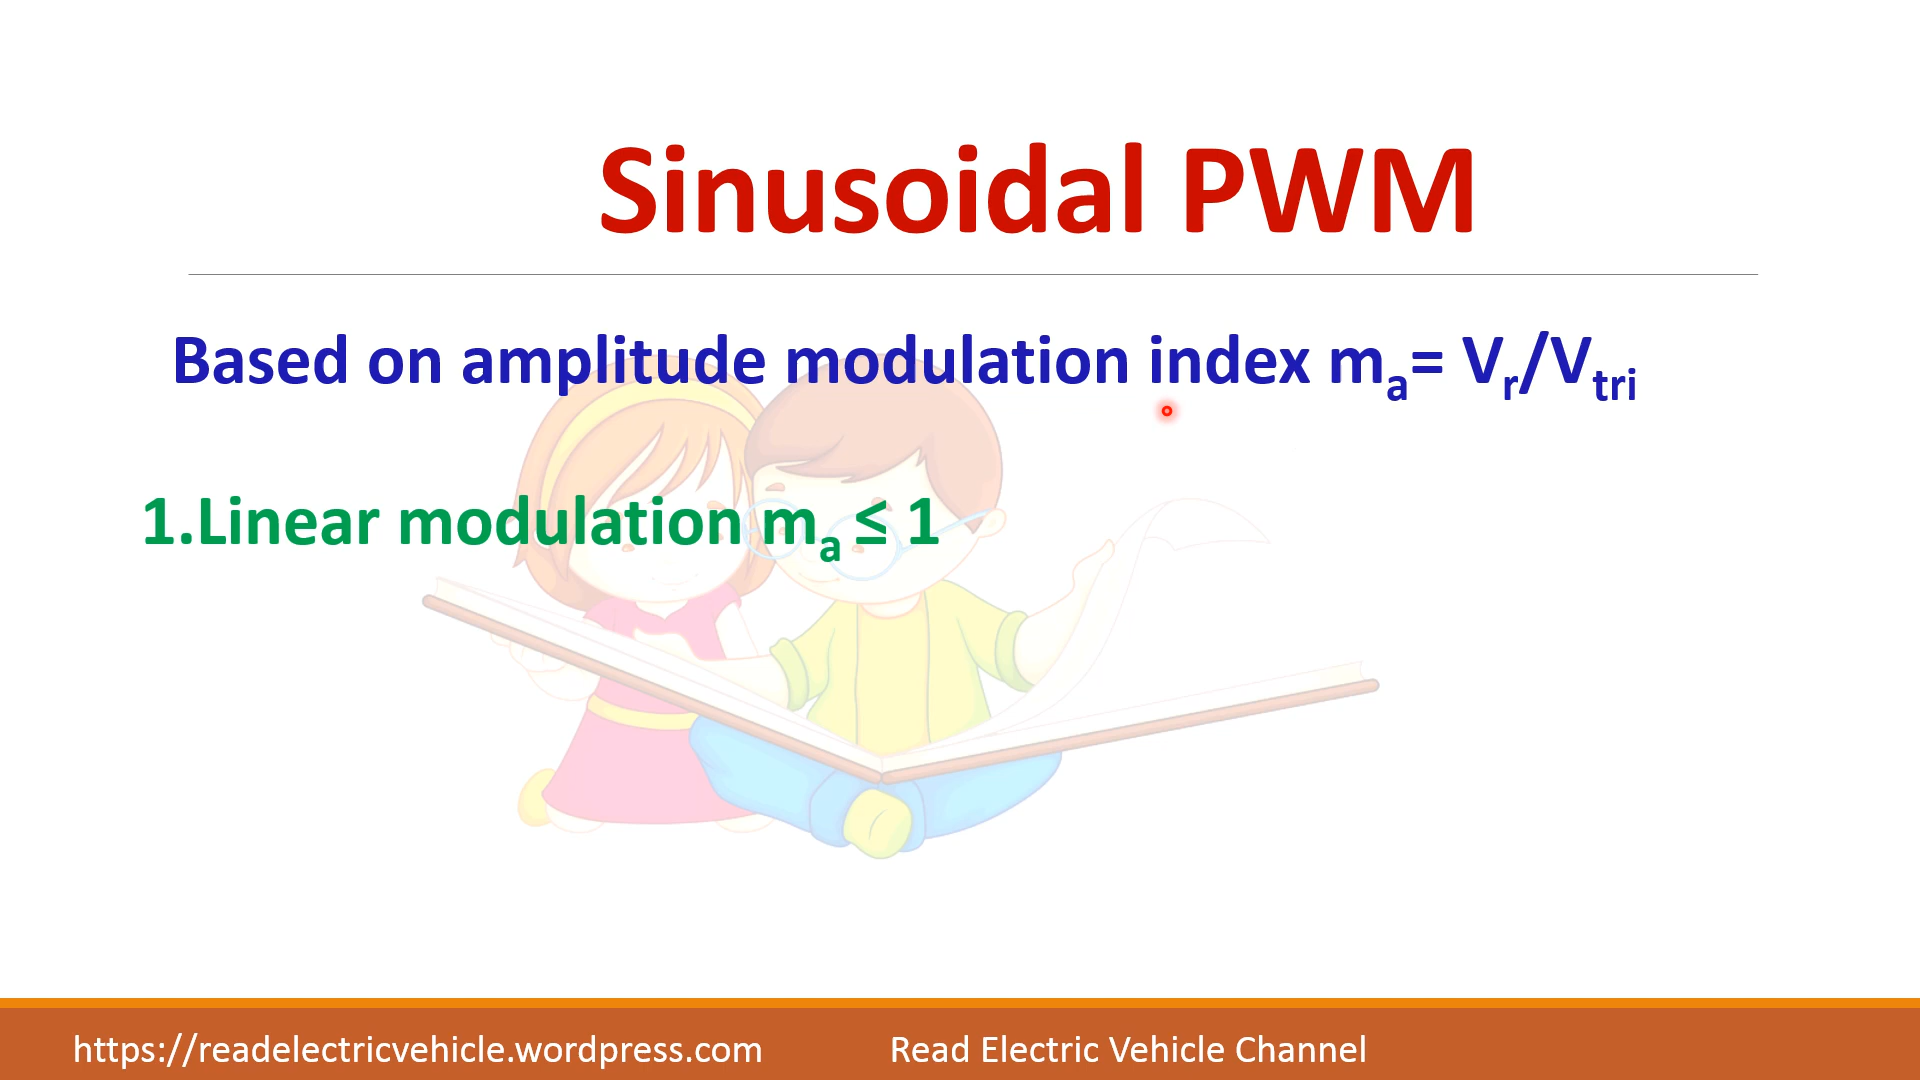 Sinusoidal PWM
Based on amplitude modulation index mₐ= Vᵣ/Vₜᵣᵢ
1.Linear modulation mₐ ≤ 1
https://readelectricvehicle.wordpress.com
Read Electric Vehicle Channel